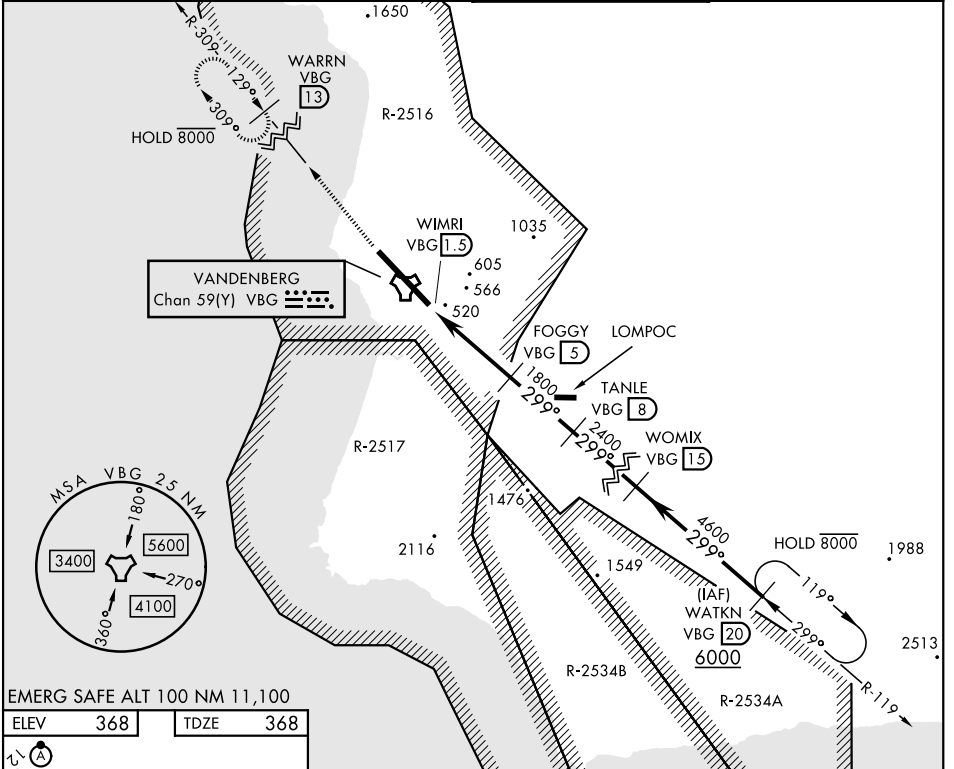 1650
R-309
129°
309°
WARRN
VBG
13
R-2516
HOLD 8000
WIMRI
VBG 1.5
1035
605
566
520
VANDENBERG
Chan 59(Y) VBG
FOGGY
VBG 5
LOMPOC
1800
299°
TANLE
VBG 8
2400
299°
WOMIX
VBG 15
R-2517
1476
4600
299°
HOLD 8000
1988
2116
1549
119°
(IAF)
WATKN
VBG 20
6000
299°
2513
R-2534B
R-2534A
R-119
MSA VBG 25 NM
180°
3400
5600
270°
4100
360°
EMERG SAFE ALT 100 NM 11,100
ELEV 368
TDZE 368
12
A